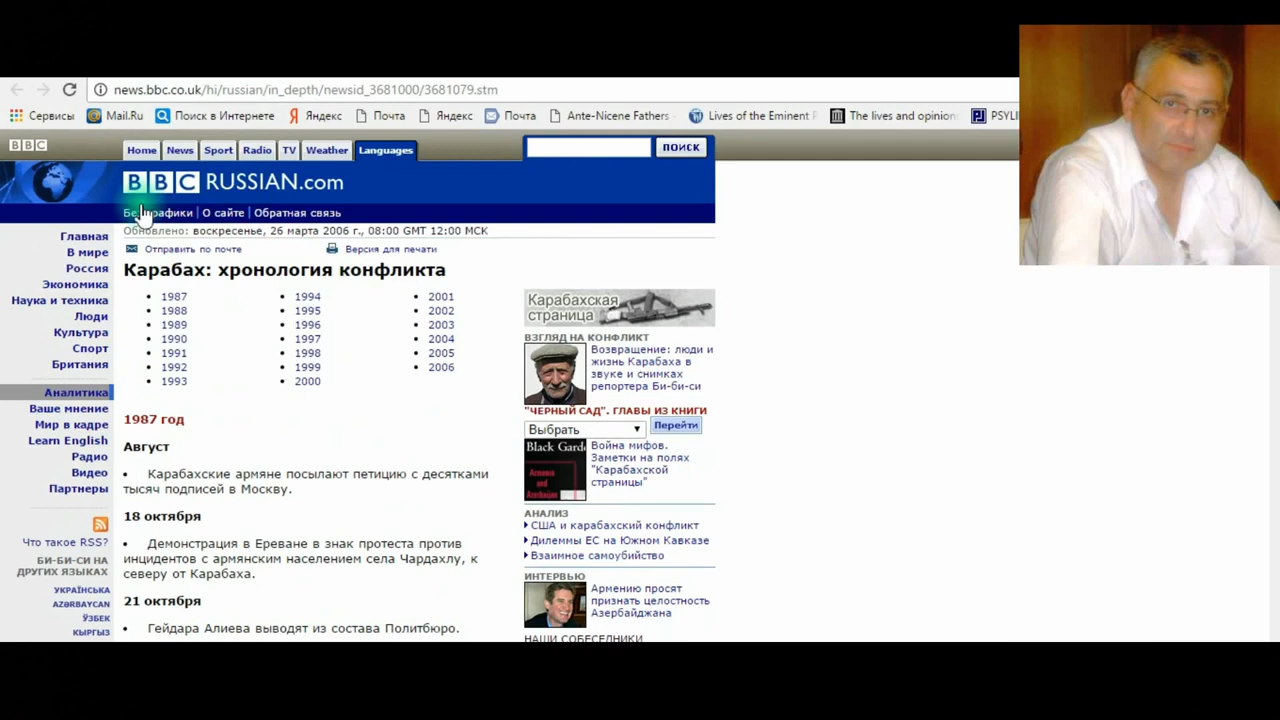 news.bbc.co.uk/hi/russian/in_depth/newsid_3681000/3681079.stm
Сервисы Mail.Ru Поиск в Интернете Яндекс Почта Яндекс Почта Ante-Nicene Fathers Lives of the Eminent The lives and opinion PSYLI
BBC
Home News Sport Radio TV Weather Languages
ПОИСК
BBC RUSSIAN.com
О сайте Обратная связь
Обновлено: воскресенье, 26 марта 2006 г., 08:00 GMT 12:00 МСК
Отправить по почте Версия для печати
Карабах: хронология конфликта
1987 1994 2001
1988 1995 2002
1989 1996 2003
1990 1997 2004
1991 1998 2005
1992 1999 2006
1993 2000
1987 год
Август
Карабахские армяне посылают петицию с десятками
тысяч подписей в Москву.
18 октября
Демонстрация в Ереване в знак протеста против
инцидентов с армянским населением села Чардахлу, к
северу от Карабаха.
21 октября
Гейдара Алиева выводят из состава Политбюро.
Главная
В мире
Россия
Экономика
Наука и техника
Люди
Культура
Спорт
Британия
Аналитика
Ваше мнение
Мир в кадре
Learn English
Радио
Видео
Партнеры
Что такое RSS?
БИ-БИ-СИ НА
ДРУГИХ ЯЗЫКАХ
УКРАЇНСЬКА
AZƏRBAYCAN
ЎЗБЕК
КЫРГЫЗ
Карабахская
страница
ВЗГЛЯД НА КОНФЛИКТ
Возвращение: люди и
жизнь Карабаха в
звуке и снимках
репортера Би-би-си
"ЧЕРНЫЙ САД". ГЛАВЫ ИЗ КНИГИ
Выбрать Перейти
Black Gard
Armenia
and
Azerbaijan
Война мифов.
Заметки на полях
"Карабахской
страницы"
АНАЛИЗ
США и карабахский конфликт
Дилеммы ЕС на Южном Кавказе
Взаимное самоубийство
ИНТЕРВЬЮ
Армению просят
признать целостность
Азербайджана
НАШИ СОБЕСЕДНИКИ